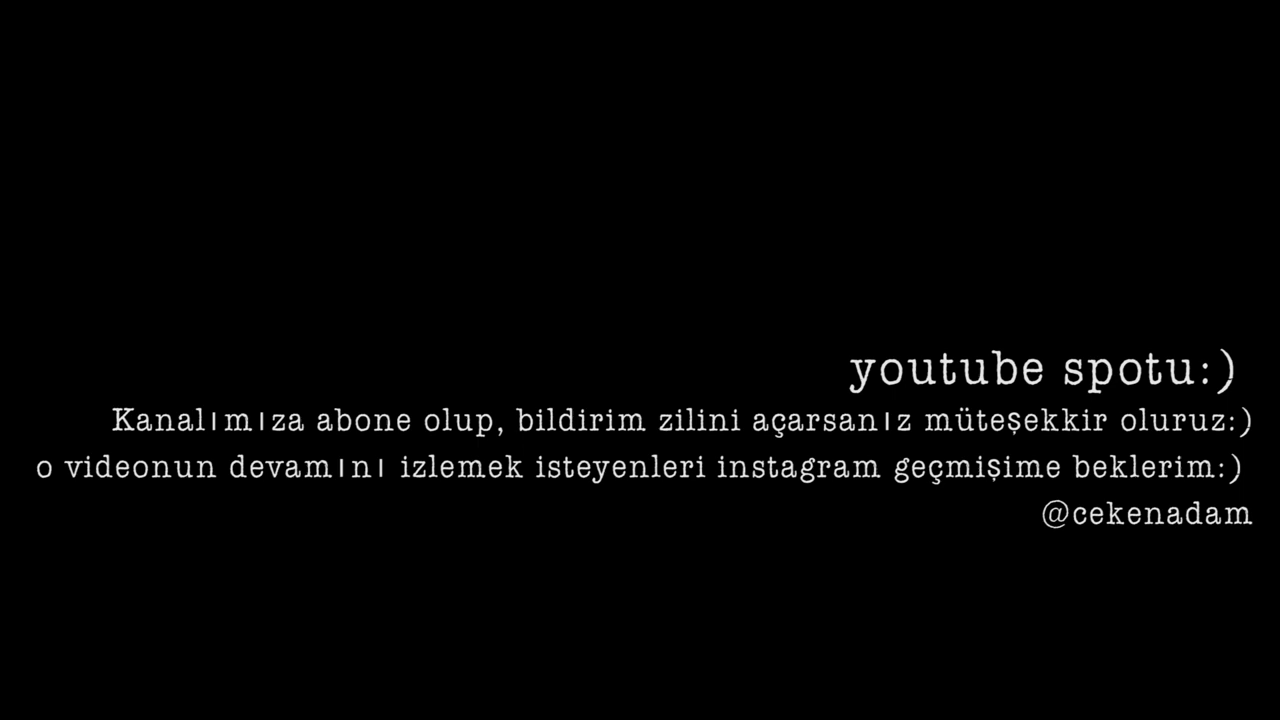 youtube spotu:)
Kanalımıza abone olup, bildirim zilini açarsanız müteşekkir oluruz:)
o videonun devamını izlemek isteyenleri instagram geçmişime beklerim:)
@cekenadam